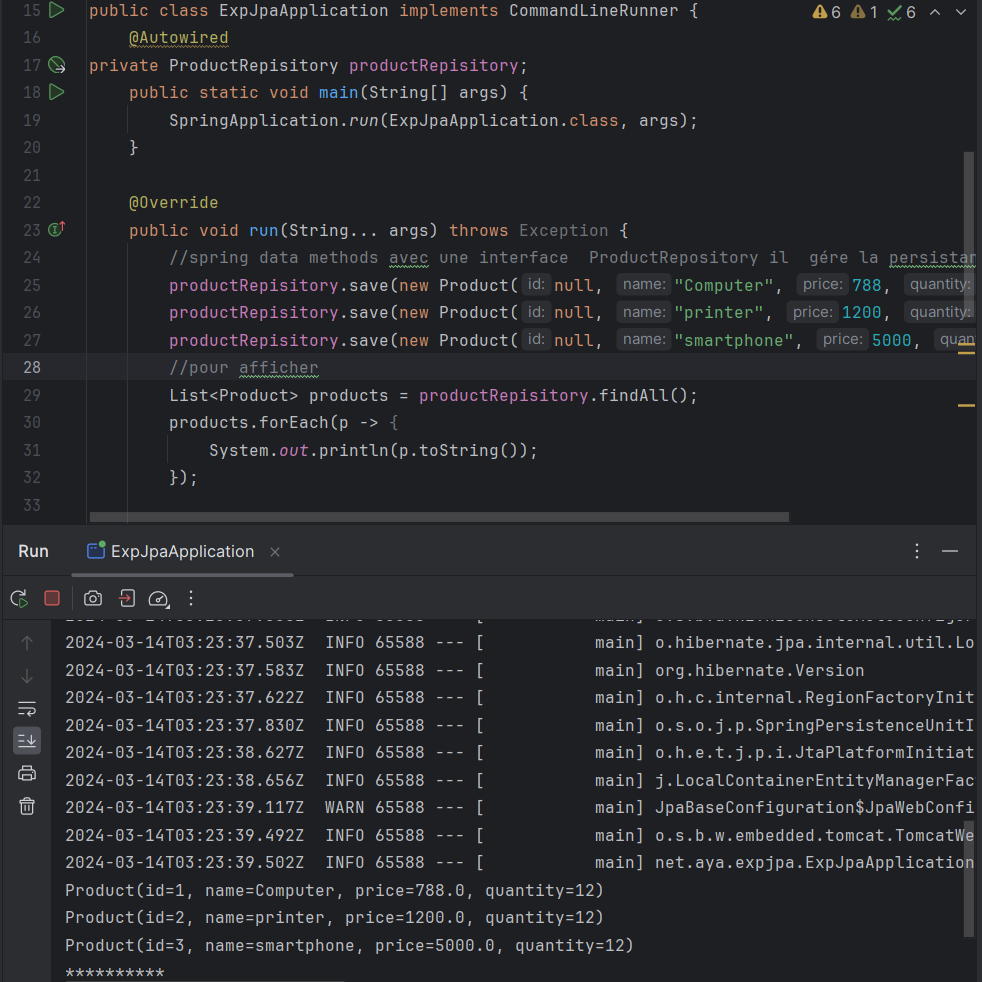 15 public class ExpJpaApplication implements CommandLineRunner { 6 1 6
16 @Autowired
17 private ProductRepisitory productRepisitory;
18 public static void main(String[] args) {
19 SpringApplication.run(ExpJpaApplication.class, args);
20 }
21
22 @Override
23 public void run(String... args) throws Exception {
24 //spring data methods avec une interface ProductRepository il gére la persistan
25 productRepisitory.save(new Product( id: null, name: "Computer", price: 788, quantity:
26 productRepisitory.save(new Product( id: null, name: "printer", price: 1200, quantity:
27 productRepisitory.save(new Product( id: null, name: "smartphone", price: 5000, quan
28 //pour afficher
29 List<Product> products = productRepisitory.findAll();
30 products.forEach(p -> {
31 System.out.println(p.toString());
32 });
33
Run ExpJpaApplication
2024-03-14T03:23:37.503Z INFO 65588 --- [ main] o.hibernate.jpa.internal.util.Lo
2024-03-14T03:23:37.583Z INFO 65588 --- [ main] org.hibernate.Version
2024-03-14T03:23:37.622Z INFO 65588 --- [ main] o.h.c.internal.RegionFactoryInit
2024-03-14T03:23:37.830Z INFO 65588 --- [ main] o.s.o.j.p.SpringPersistenceUnitI
2024-03-14T03:23:38.627Z INFO 65588 --- [ main] o.h.e.t.j.p.i.JtaPlatformInitiat
2024-03-14T03:23:38.656Z INFO 65588 --- [ main] j.LocalContainerEntityManagerFac
2024-03-14T03:23:39.117Z WARN 65588 --- [ main] JpaBaseConfiguration$JpaWebConfi
2024-03-14T03:23:39.492Z INFO 65588 --- [ main] o.s.b.w.embedded.tomcat.TomcatWe
2024-03-14T03:23:39.502Z INFO 65588 --- [ main] net.aya.expjpa.ExpJpaApplication
Product(id=1, name=Computer, price=788.0, quantity=12)
Product(id=2, name=printer, price=1200.0, quantity=12)
Product(id=3, name=smartphone, price=5000.0, quantity=12)
**********